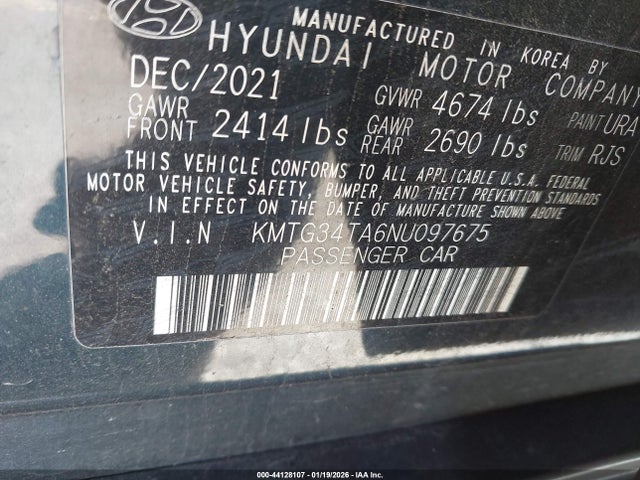 MANUFACTURED IN KOREA BY
HYUNDAI MOTOR COMPANY
DEC/2021 GVWR 4674 lbs PAINT URA
GAWR FRONT 2414 lbs GAWR REAR 2690 lbs TRIM RJS
THIS VEHICLE CONFORMS TO ALL APPLICABLE U.S.A. FEDERAL
MOTOR VEHICLE SAFETY, BUMPER, AND THEFT PREVENTION STANDARDS
IN EFFECT ON THE DATE OF MANUFACTURE SHOWN ABOVE.
V.I.N KMTG34TA6NU097675
PASSENGER CAR
000-44128107 - 01/19/2026 - IAA Inc.